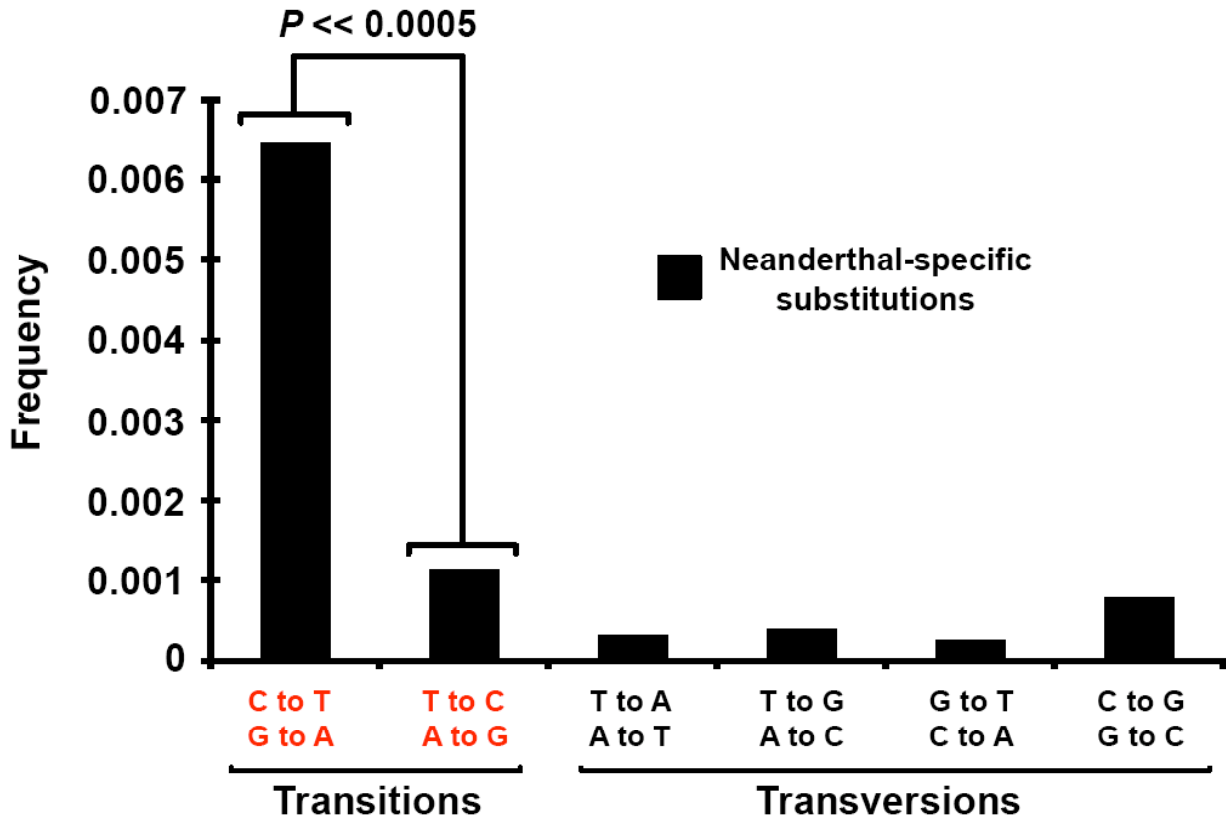 P << 0.0005
0.007
0.006
0.005
0.004
0.003
0.002
0.001
0
Frequency
Neanderthal-specific
substitutions
C to T
G to A
T to C
A to G
T to A
A to T
T to G
A to C
G to T
C to A
C to G
G to C
Transitions
Transversions